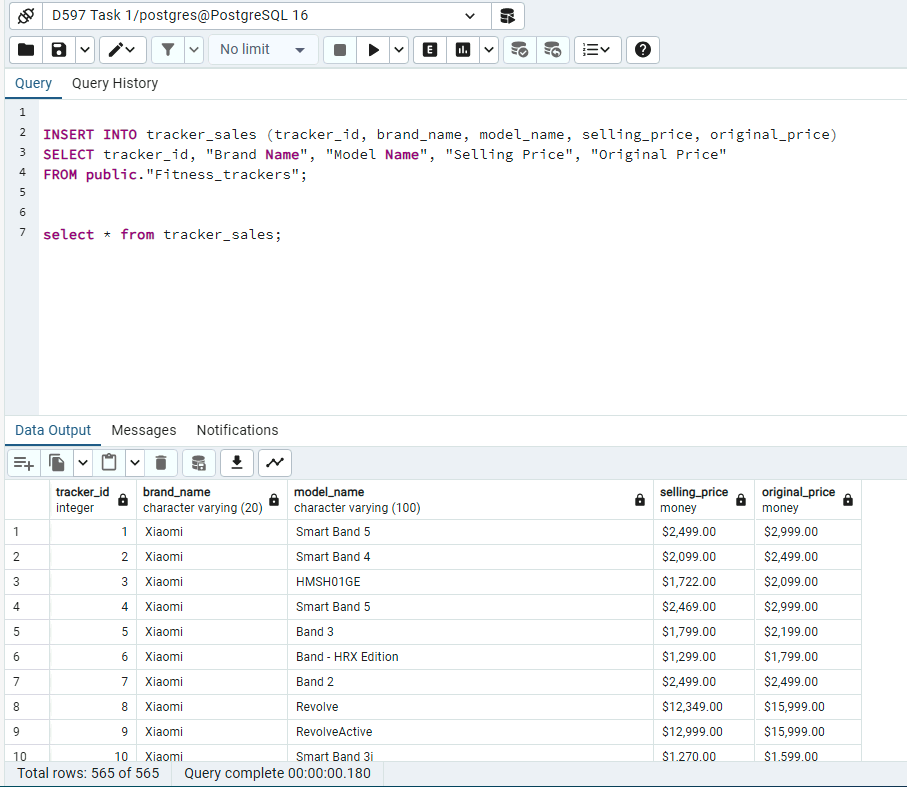 D597 Task 1/postgres@PostgreSQL 16
No limit
E
?
Query Query History
1
2 INSERT INTO tracker_sales (tracker_id, brand_name, model_name, selling_price, original_price)
3 SELECT tracker_id, "Brand Name", "Model Name", "Selling Price", "Original Price"
4 FROM public."Fitness_trackers";
5
6
7 select * from tracker_sales;
Data Output Messages Notifications
tracker_id brand_name model_name selling_price original_price
integer character varying (20) character varying (100) money money
1 1 Xiaomi Smart Band 5 $2,499.00 $2,999.00
2 2 Xiaomi Smart Band 4 $2,099.00 $2,499.00
3 3 Xiaomi HMSH01GE $1,722.00 $2,099.00
4 4 Xiaomi Smart Band 5 $2,469.00 $2,999.00
5 5 Xiaomi Band 3 $1,799.00 $2,199.00
6 6 Xiaomi Band - HRX Edition $1,299.00 $1,799.00
7 7 Xiaomi Band 2 $2,499.00 $2,499.00
8 8 Xiaomi Revolve $12,349.00 $15,999.00
9 9 Xiaomi RevolveActive $12,999.00 $15,999.00
10 10 Xiaomi Smart Band 3i $1,270.00 $1,599.00
Total rows: 565 of 565 Query complete 00:00:00.180